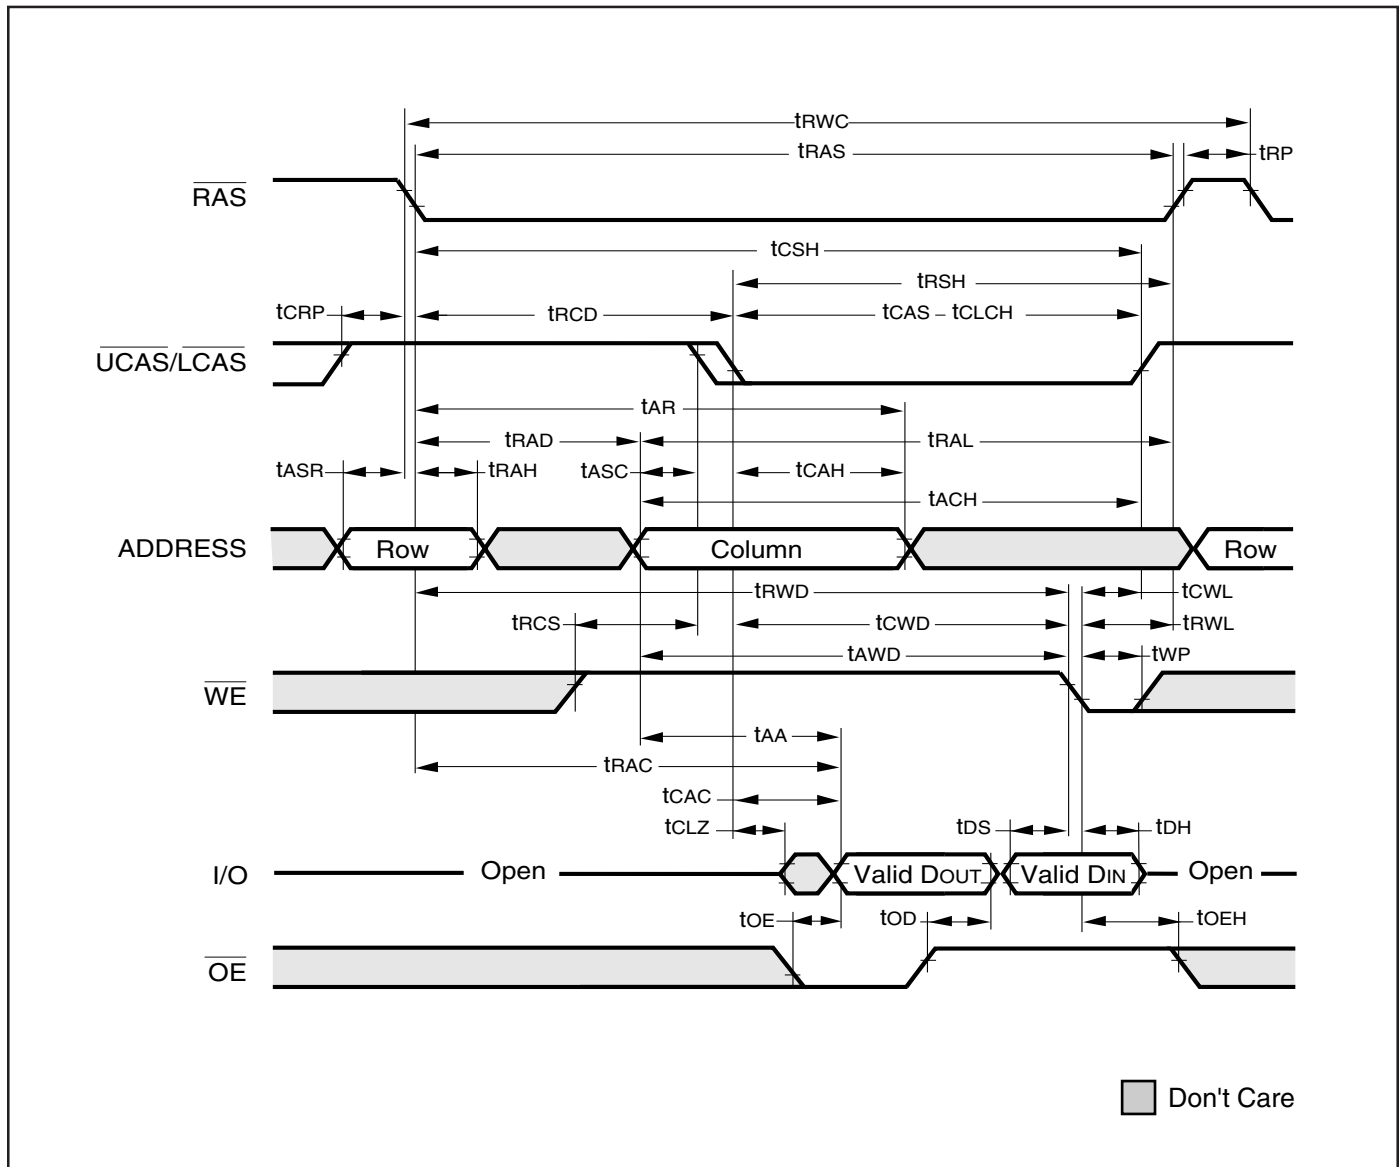 tRWC
tRAS
tRP
RAS
tCSH
tRSH
tCRP
tRCD
tCAS - tCLCH
UCAS/LCAS
tAR
tRAD
tRAL
tASR
tRAH
tASC
tCAH
tACH
ADDRESS
Row
Column
Row
tRWD
tCWL
tRCS
tCWD
tRWL
tAWD
tWP
WE
tAA
tRAC
tCAC
tCLZ
tDS
tDH
I/O
Open
Valid DOUT
Valid DIN
Open
tOE
tOD
tOEH
OE
Don't Care